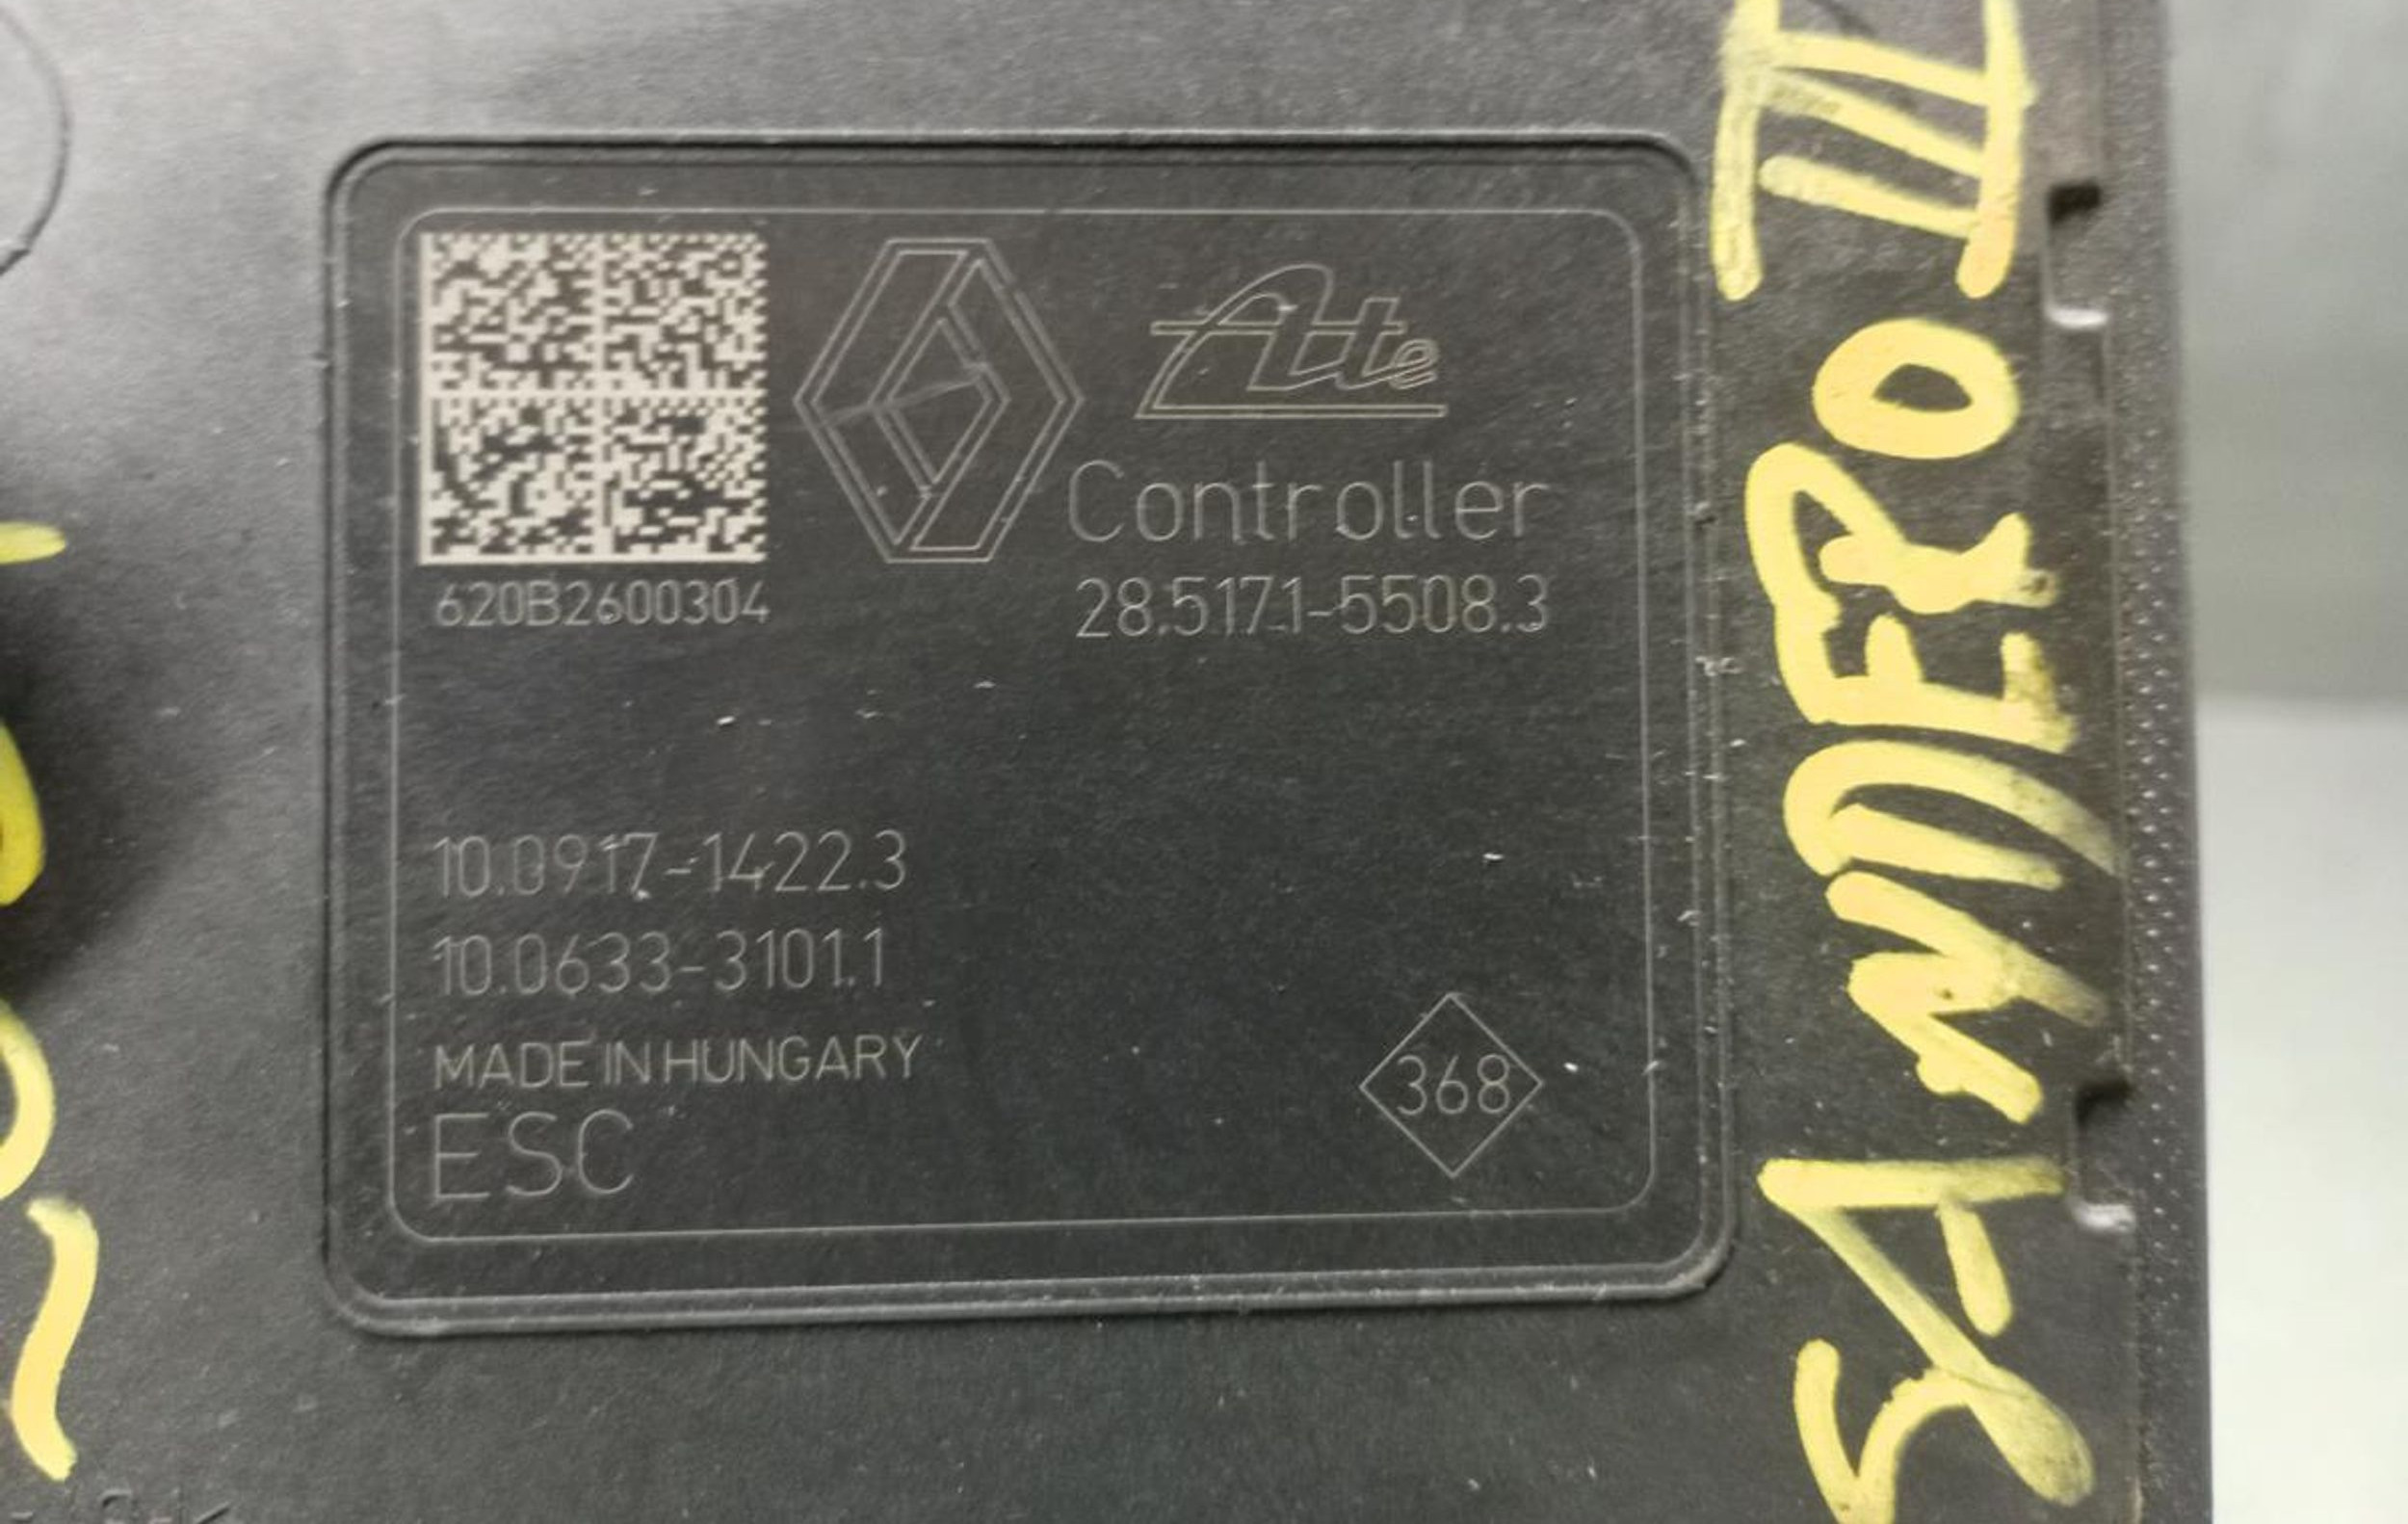 Ate
Controller
620B2600304
28.5171-5508.3
10.0917-1422.3
10.0633-3101.1
MADE IN HUNGARY
ESC
368
SANDERO III